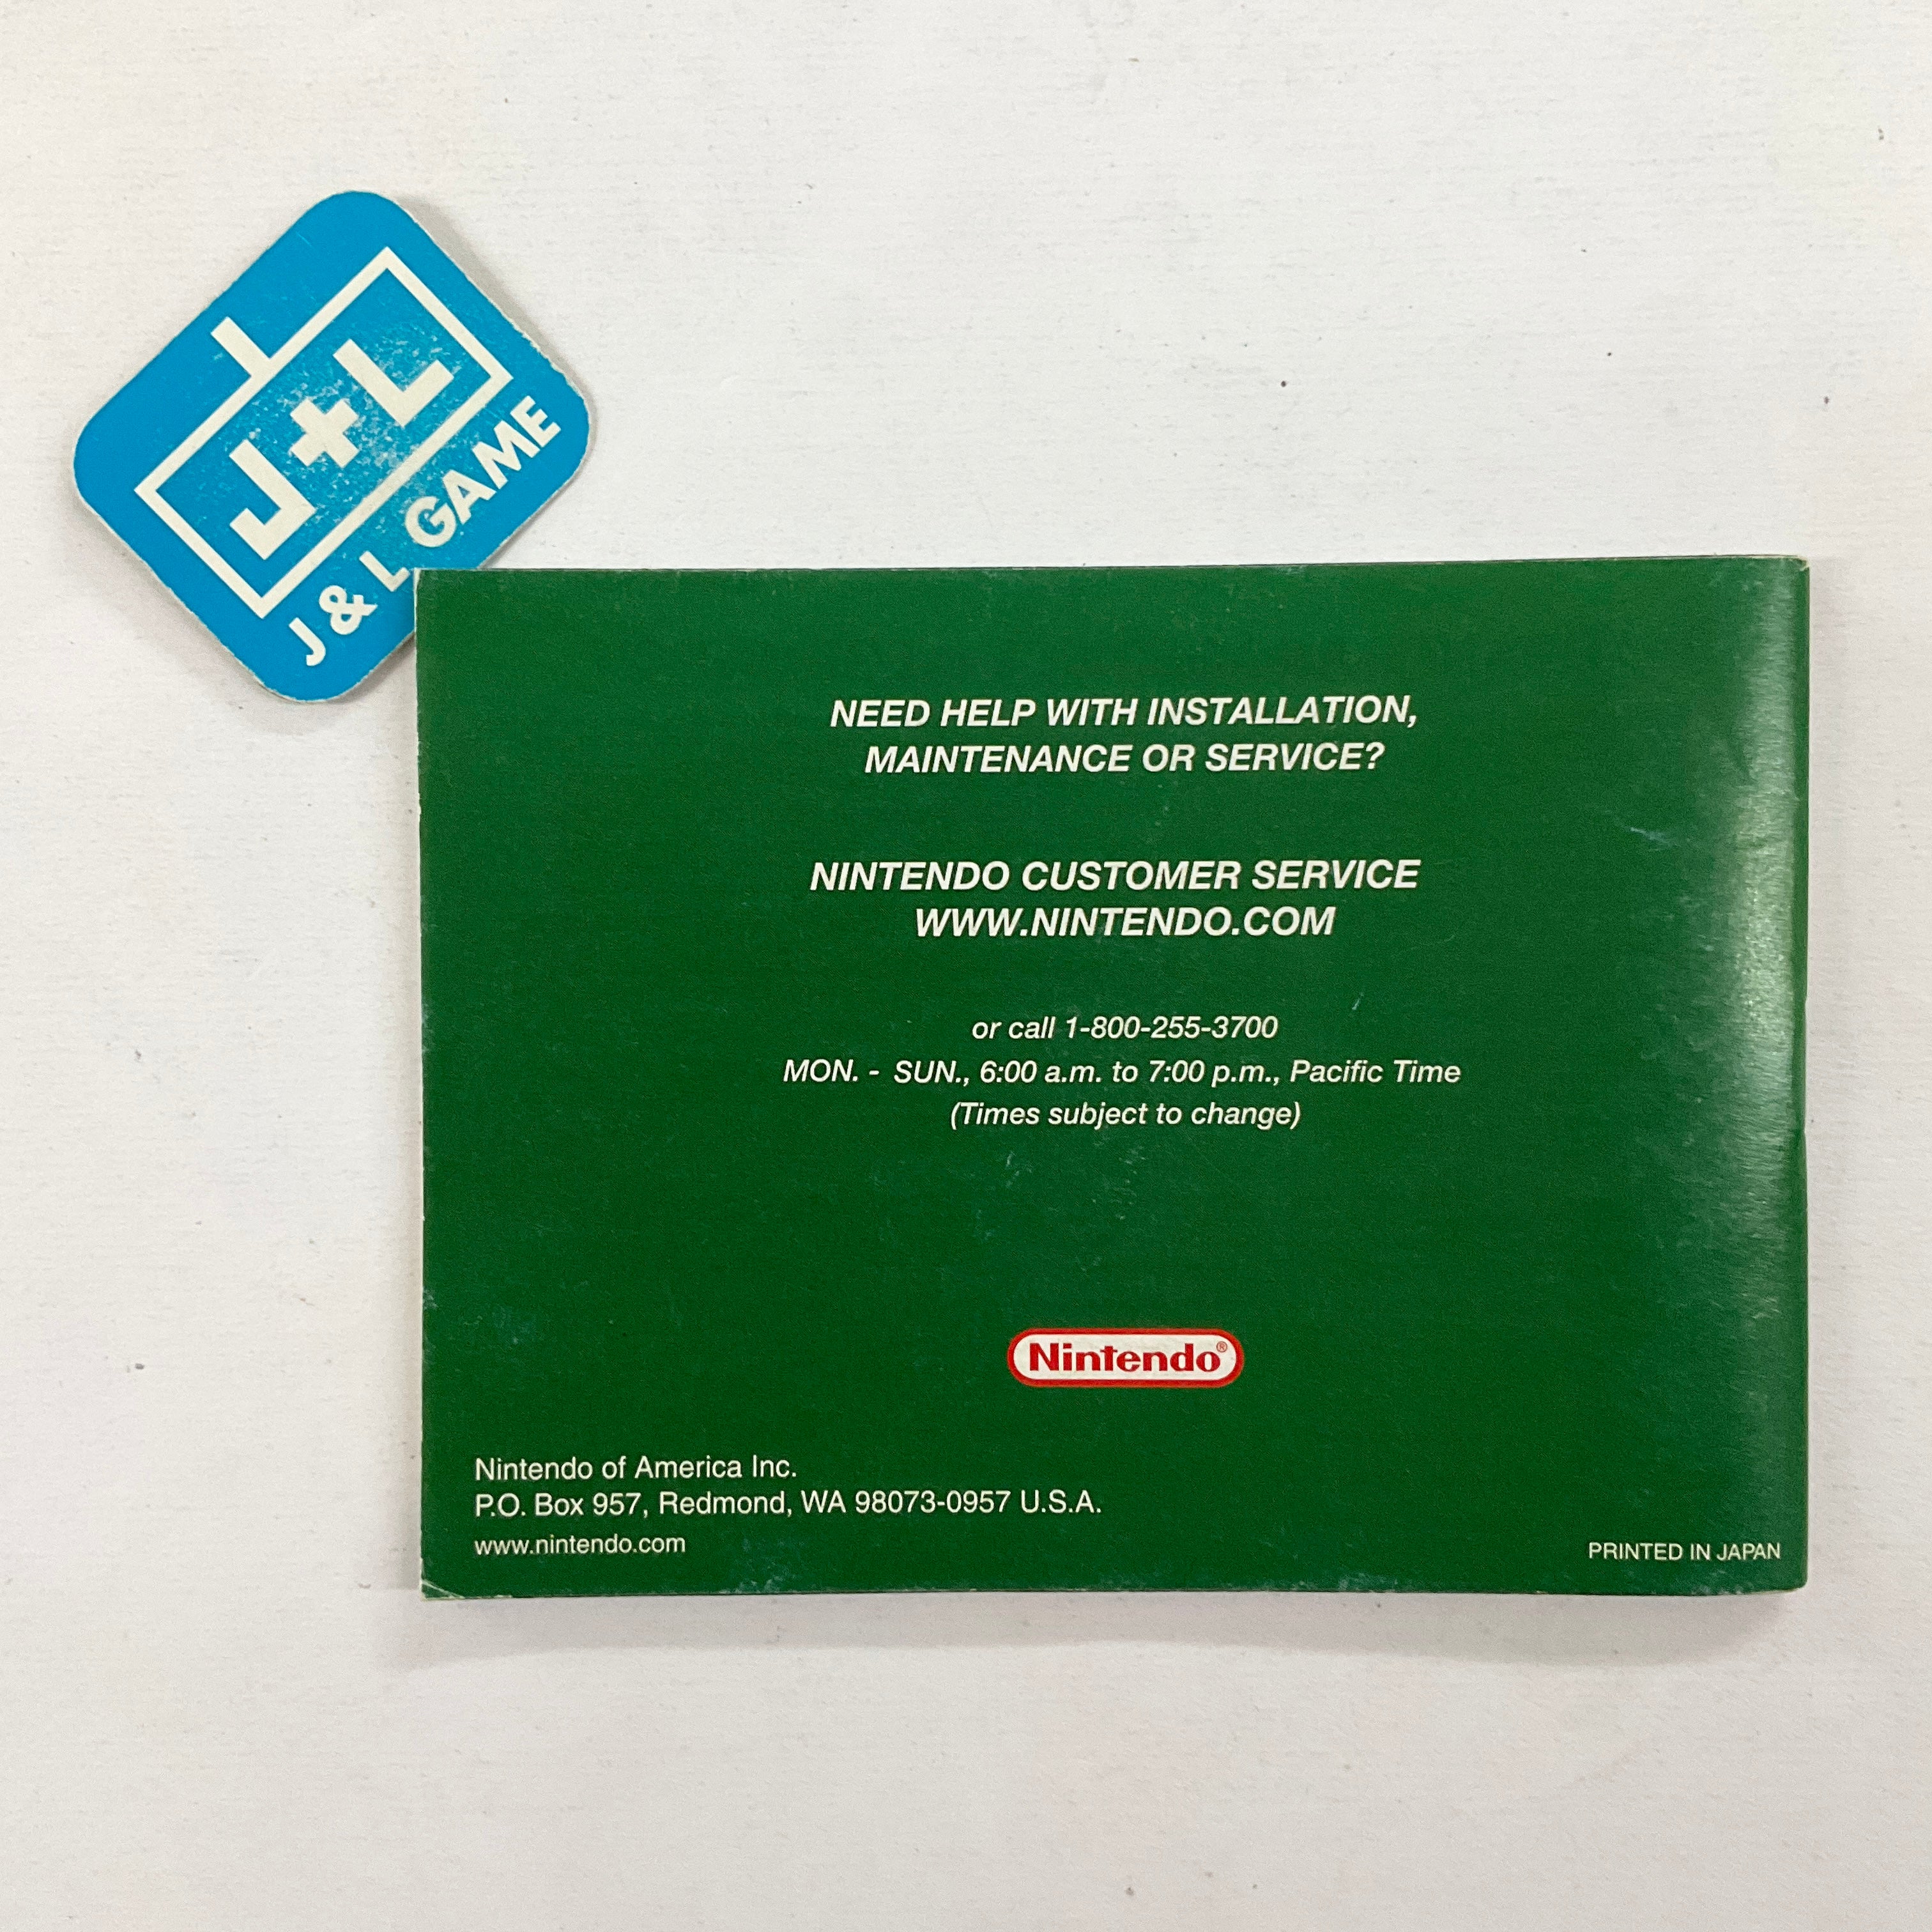 J+L
J & L GAME
NEED HELP WITH INSTALLATION,
MAINTENANCE OR SERVICE?
NINTENDO CUSTOMER SERVICE
WWW.NINTENDO.COM
or call 1-800-255-3700
MON. - SUN., 6:00 a.m. to 7:00 p.m., Pacific Time
(Times subject to change)
Nintendo®
Nintendo of America Inc.
P.O. Box 957, Redmond, WA 98073-0957 U.S.A.
www.nintendo.com
PRINTED IN JAPAN